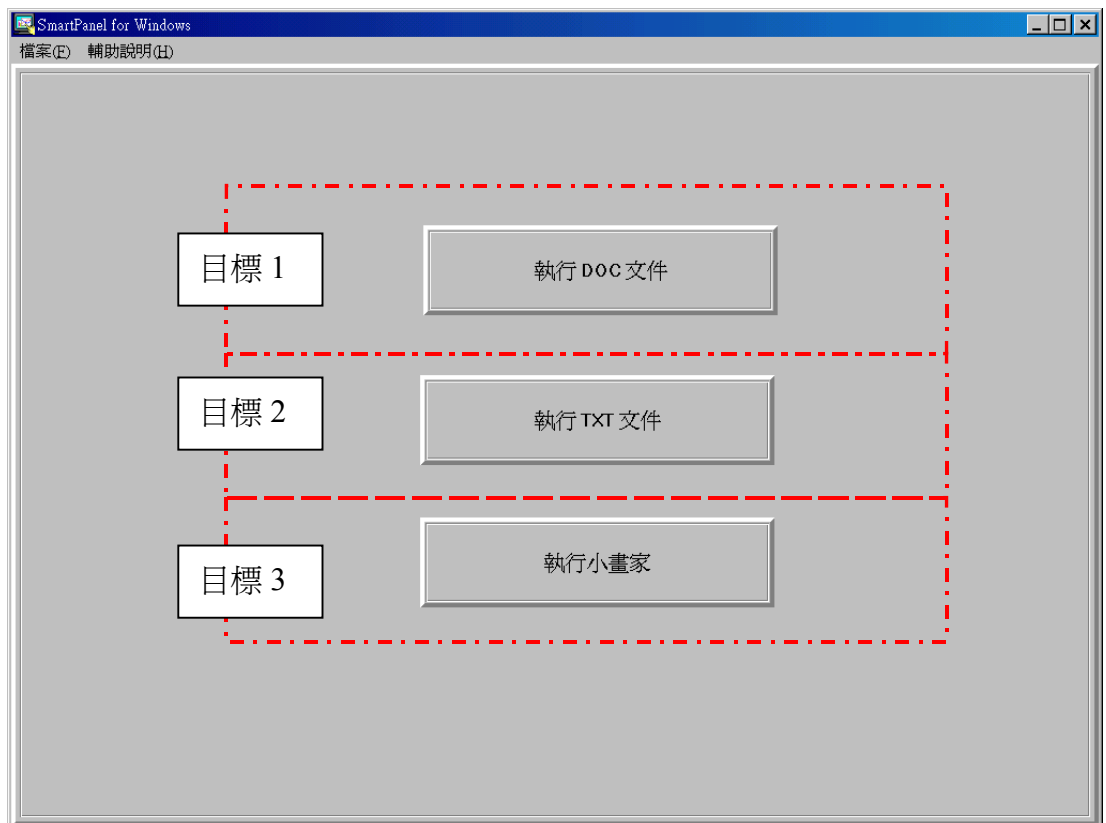 SmartPanel for Windows
檔案(F) 輔助說明(H)
目標 1
執行 DOC 文件
目標 2
執行 TXT 文件
目標 3
執行小畫家